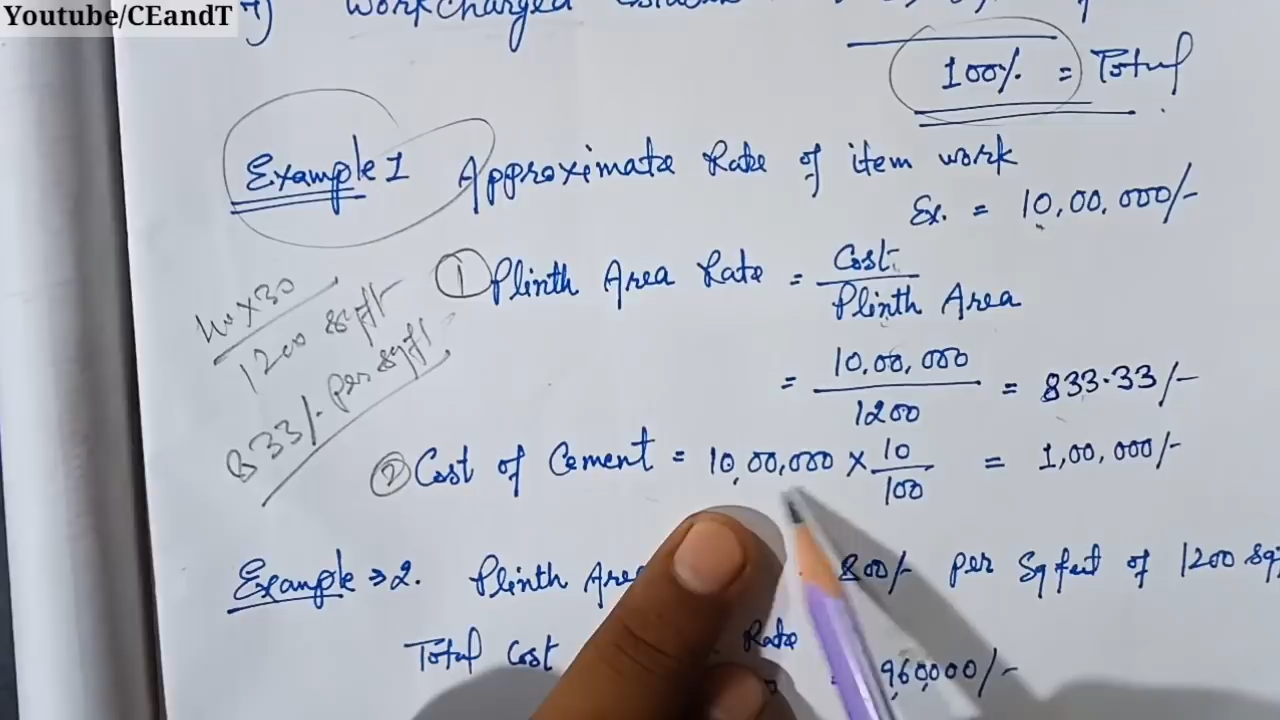 Youtube/CEandT
7) Workcharged
100% = Total
Example 1 Approximate Rate of item work
Ex. = 10,00,000/-
40x30
1200 sqft
833/- per sqft
① Plinth Area Rate = Cost / Plinth Area
= 10,00,000 / 1200 = 833.33/-
② Cost of Cement = 10,00,000 x 10/100 = 1,00,000/-
Example → 2. Plinth Area 800/- per Sqfeet of 1200 sq
Total Cost Rate
960000/-